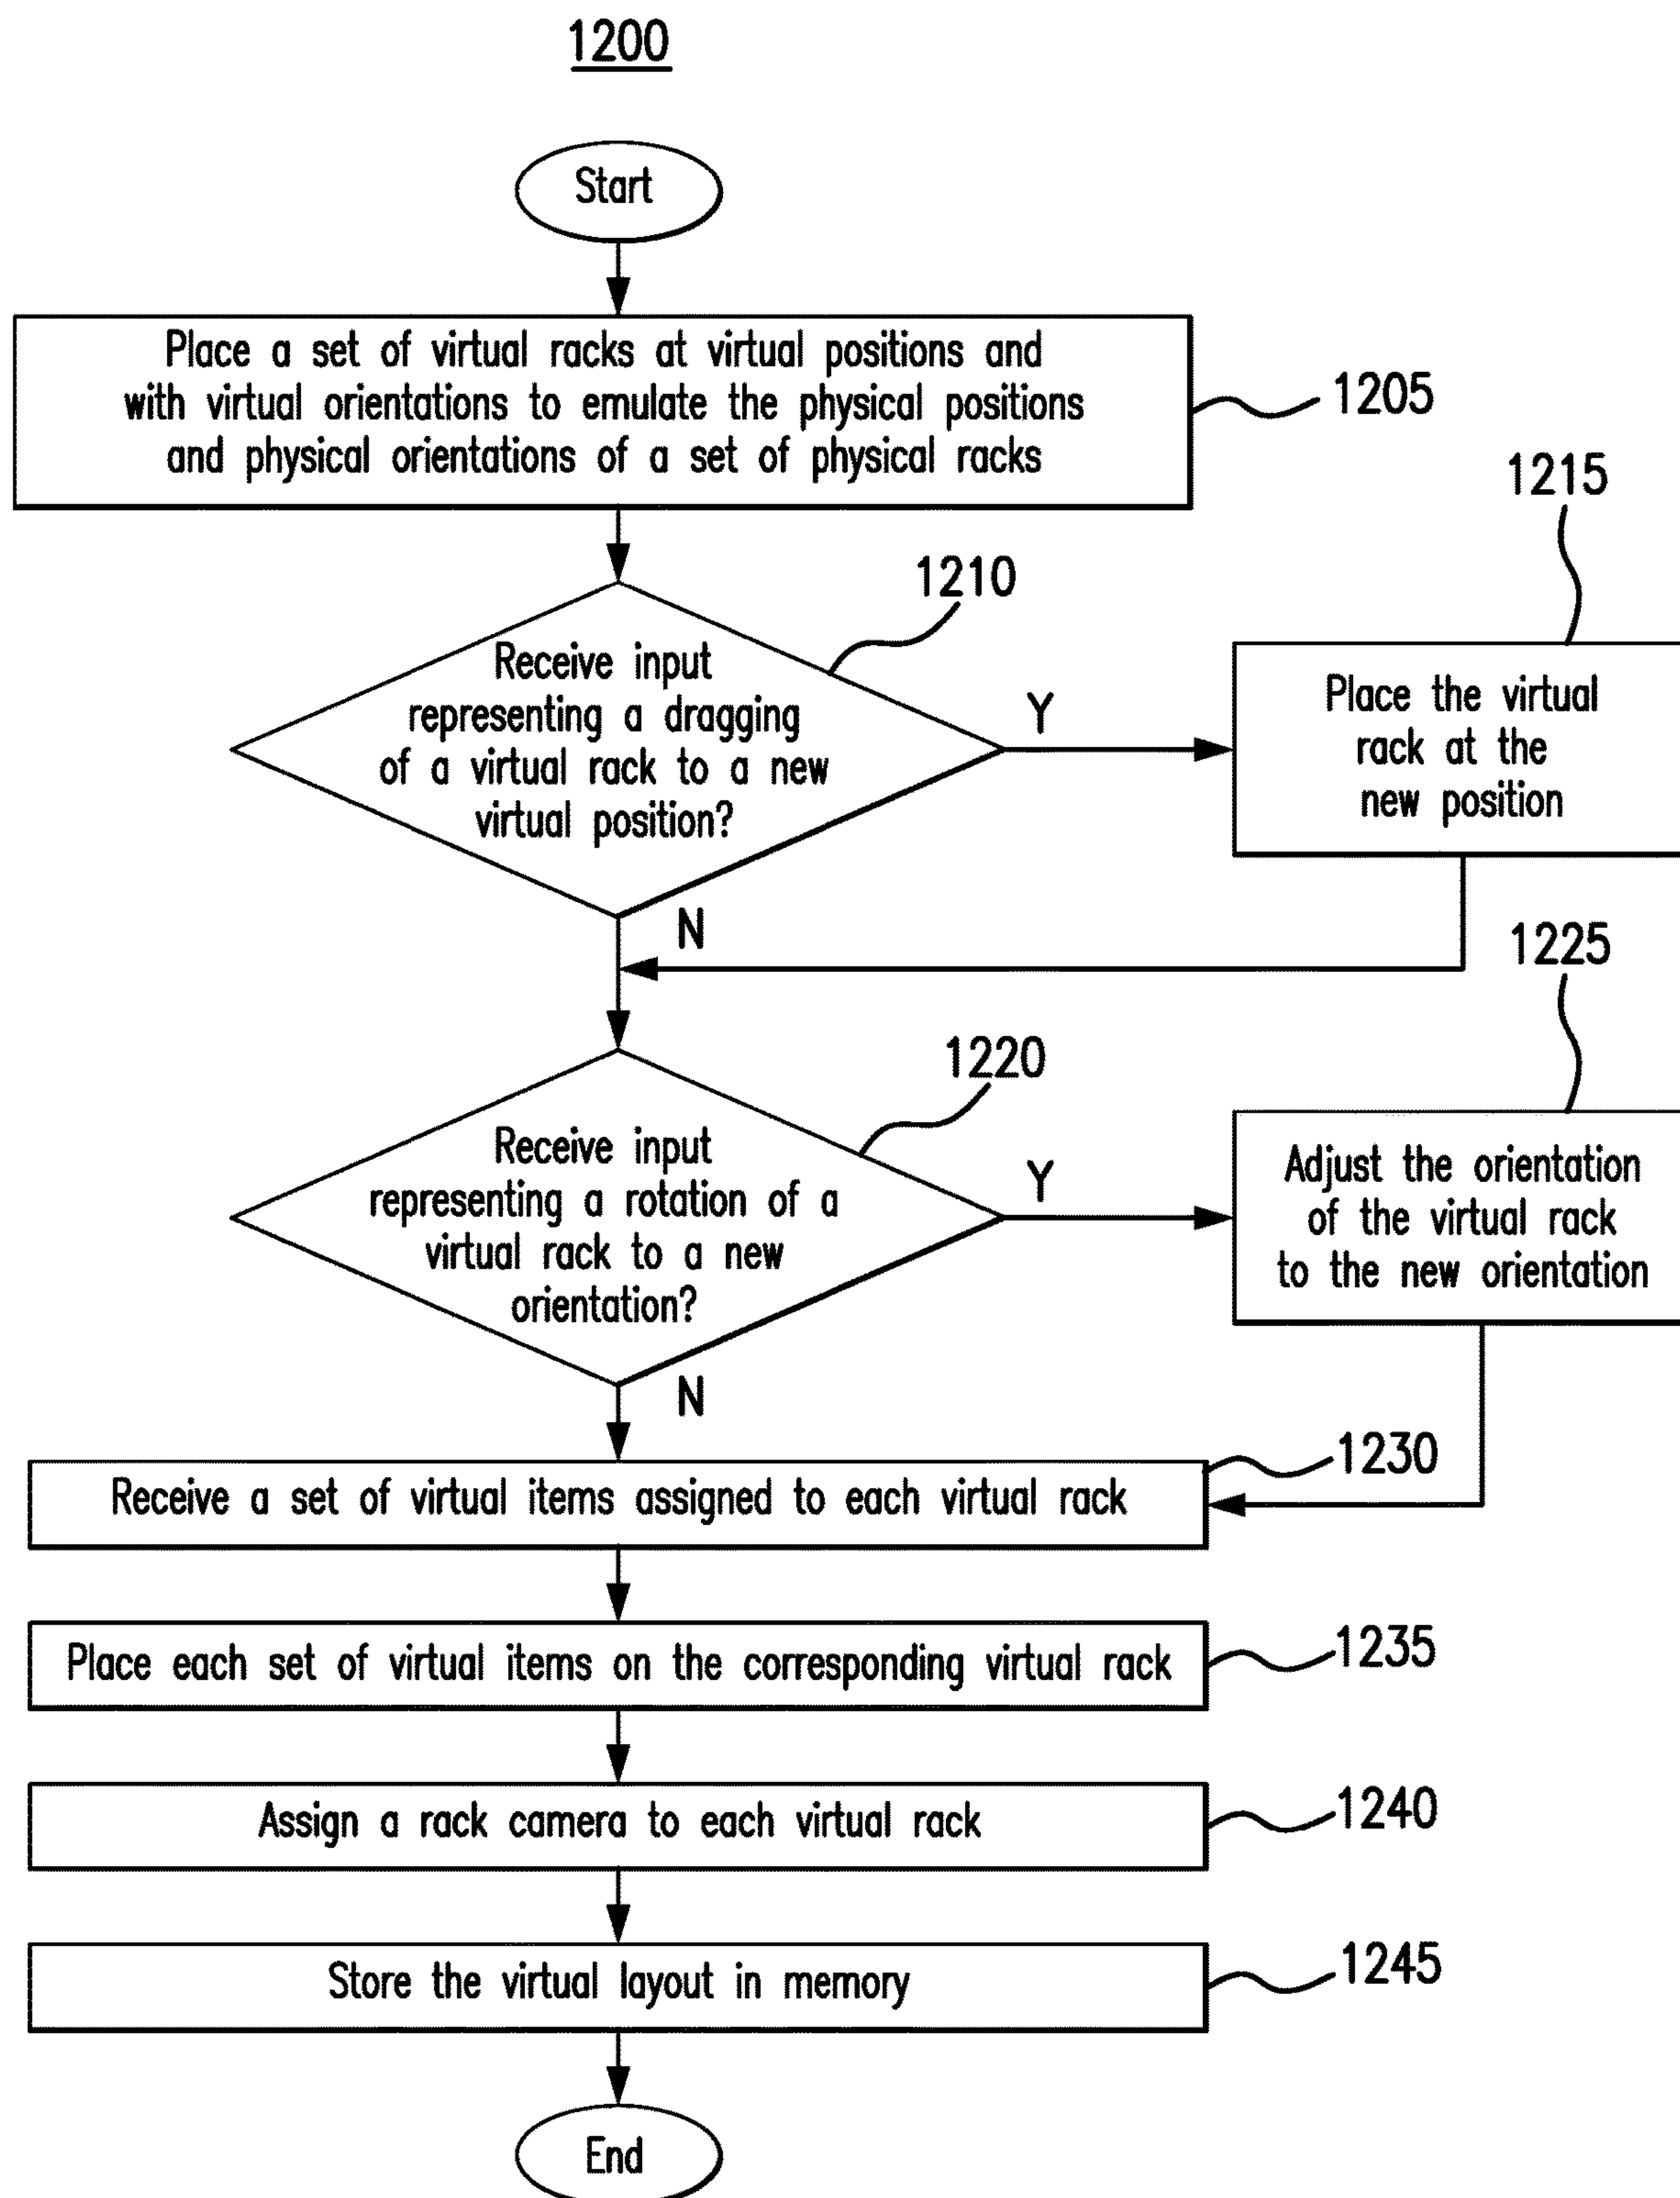 1200
Start
Place a set of virtual racks at virtual positions and
with virtual orientations to emulate the physical positions
and physical orientations of a set of physical racks
1205
1210
Receive input
representing a dragging
of a virtual rack to a new
virtual position?
Y
N
1215
Place the virtual
rack at the
new position
1220
Receive input
representing a rotation of a
virtual rack to a new
orientation?
Y
N
1225
Adjust the orientation
of the virtual rack
to the new orientation
Receive a set of virtual items assigned to each virtual rack
1230
Place each set of virtual items on the corresponding virtual rack
1235
Assign a rack camera to each virtual rack
1240
Store the virtual layout in memory
1245
End